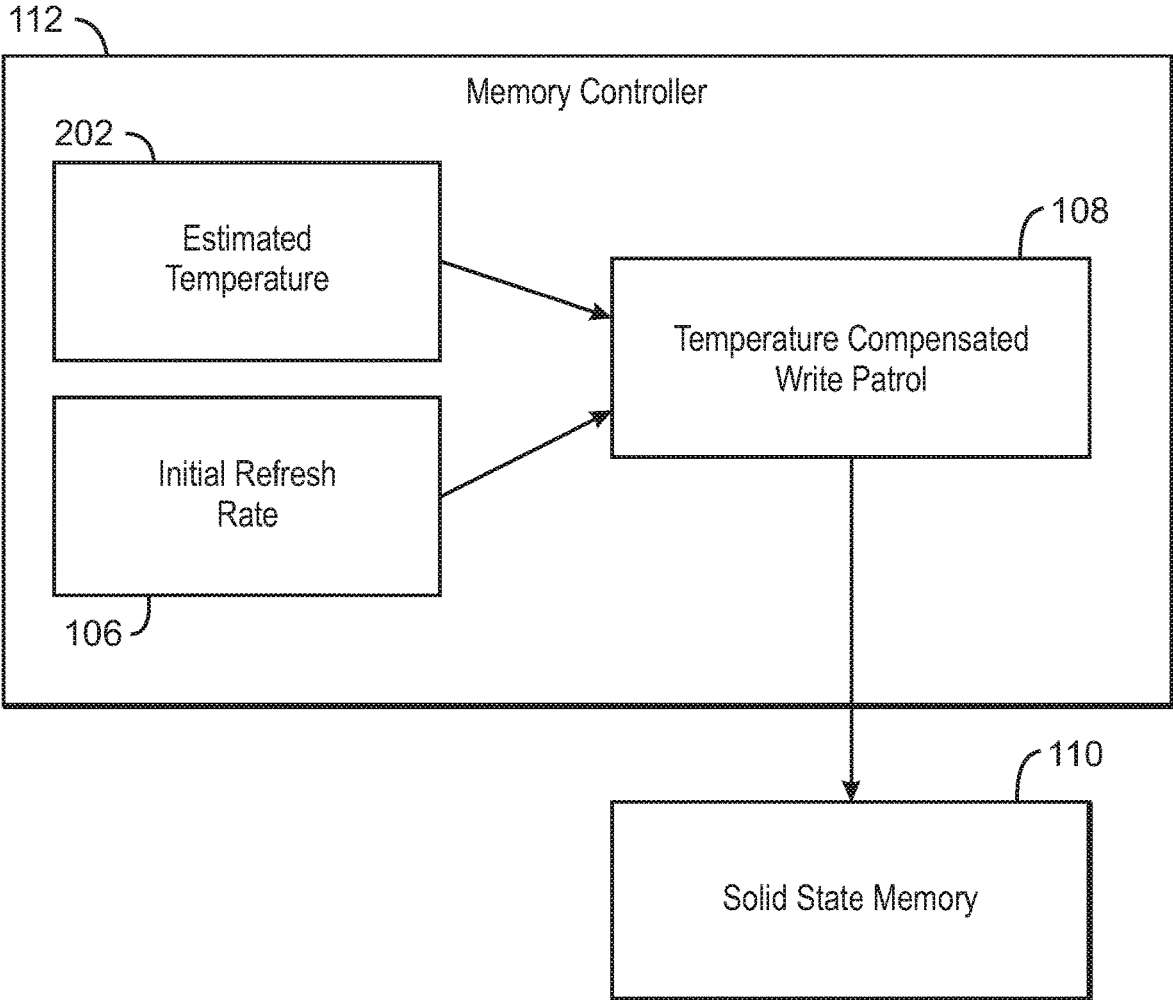 112
Memory Controller
202
Estimated
Temperature
108
Temperature Compensated
Write Patrol
Initial Refresh
Rate
106
110
Solid State Memory